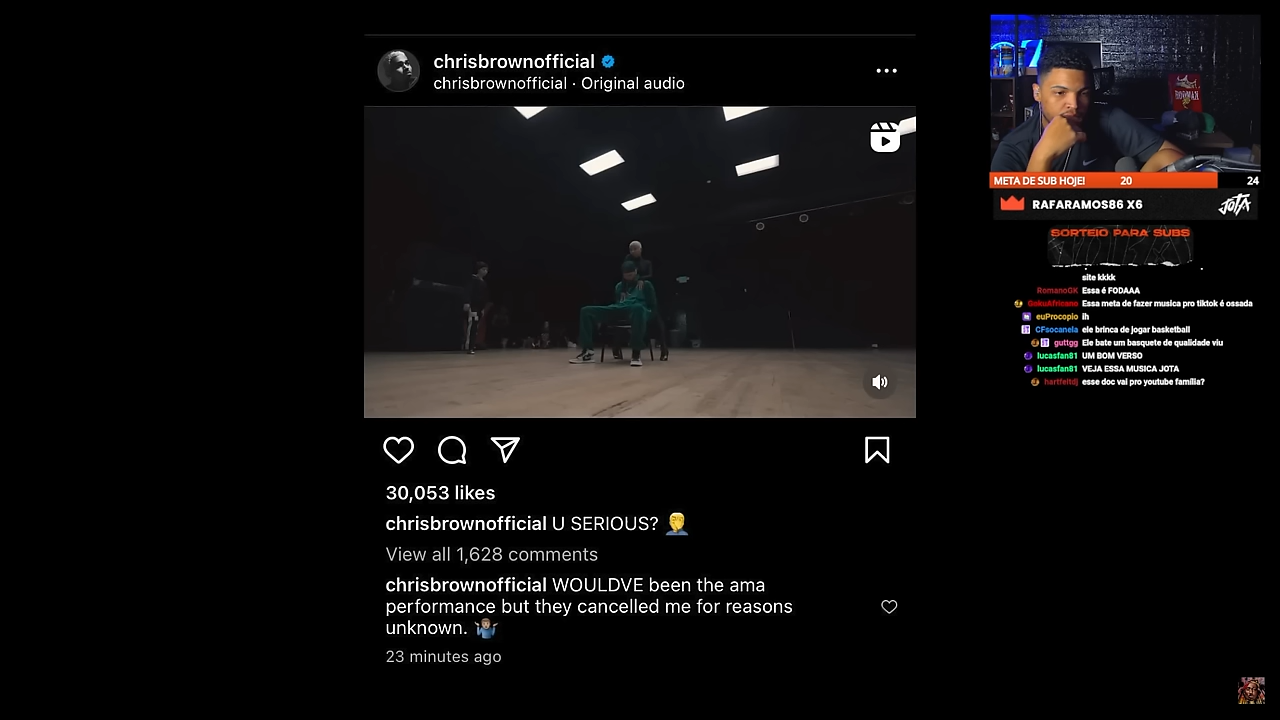 chrisbrownofficial
chrisbrownofficial · Original audio
30,053 likes
chrisbrownofficial U SERIOUS? 🤦‍♂️
View all 1,628 comments
chrisbrownofficial WOULDVE been the ama
performance but they cancelled me for reasons
unknown. 🤷🏽‍♂️
23 minutes ago
META DE SUB HOJE! 20 24
RAFARAMOS86 X6
JOTA
SORTEIO PARA SUBS
site kkkk
RomanoGK Essa é FODAAA
GokuAfricano Essa meta de fazer musica pro tiktok é ossada
euProcopio ih
CFsocanela ele brinca de jogar basketball
guttgg Ele bate um basquete de qualidade viu
lucasfan81 UM BOM VERSO
lucasfan81 VEJA ESSA MUSICA JOTA
hartfeltdj esse doc vai pro youtube família?